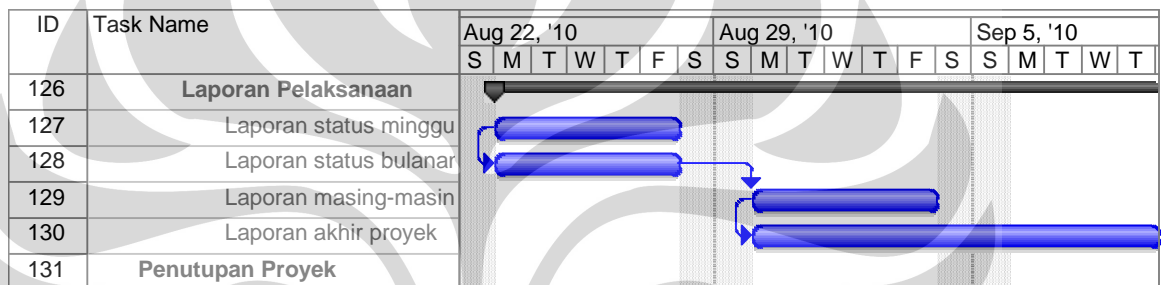 ID Task Name Aug 22, '10 Aug 29, '10 Sep 5, '10
S M T W T F S S M T W T F S S M T W T
126 Laporan Pelaksanaan
127 Laporan status minggu
128 Laporan status bulanar
129 Laporan masing-masin
130 Laporan akhir proyek
131 Penutupan Proyek